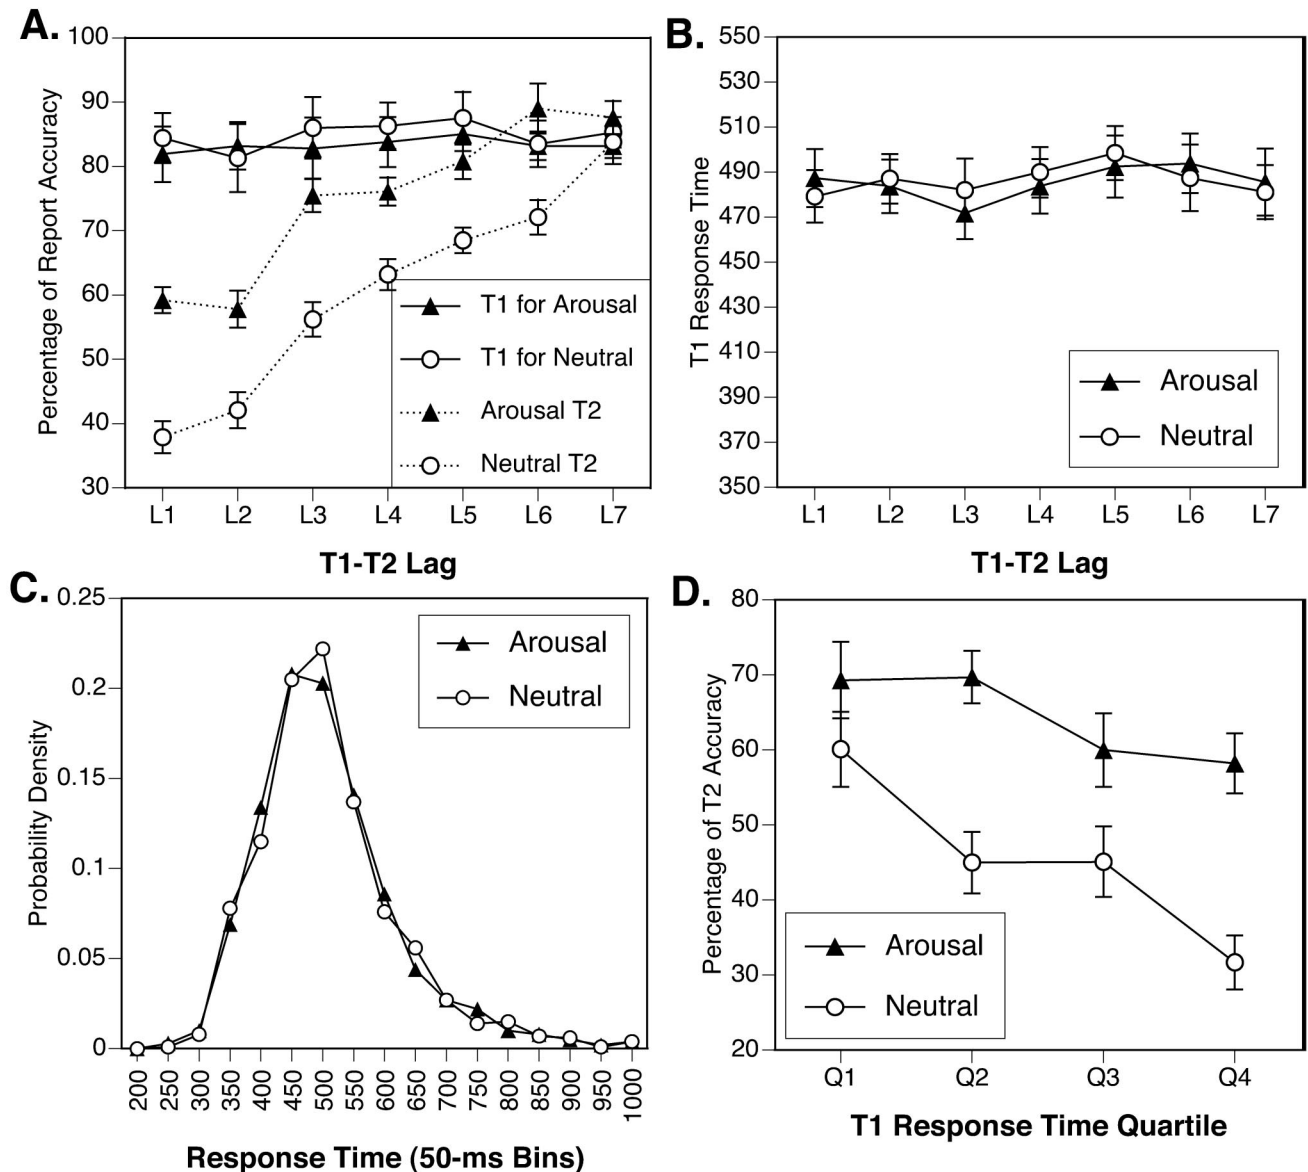 A.
100
90
80
70
60
50
40
30
Percentage of Report Accuracy
T1 for Arousal
T1 for Neutral
Arousal T2
Neutral T2
L1 L2 L3 L4 L5 L6 L7
T1-T2 Lag
B.
550
530
510
490
470
450
430
410
390
370
350
T1 Response Time
Arousal
Neutral
L1 L2 L3 L4 L5 L6 L7
T1-T2 Lag
C.
0.25
0.2
0.15
0.1
0.05
0
Probability Density
Arousal
Neutral
200 250 300 350 400 450 500 550 600 650 700 750 800 850 900 950 1000
Response Time (50-ms Bins)
D.
80
70
60
50
40
30
20
Percentage of T2 Accuracy
Arousal
Neutral
Q1 Q2 Q3 Q4
T1 Response Time Quartile